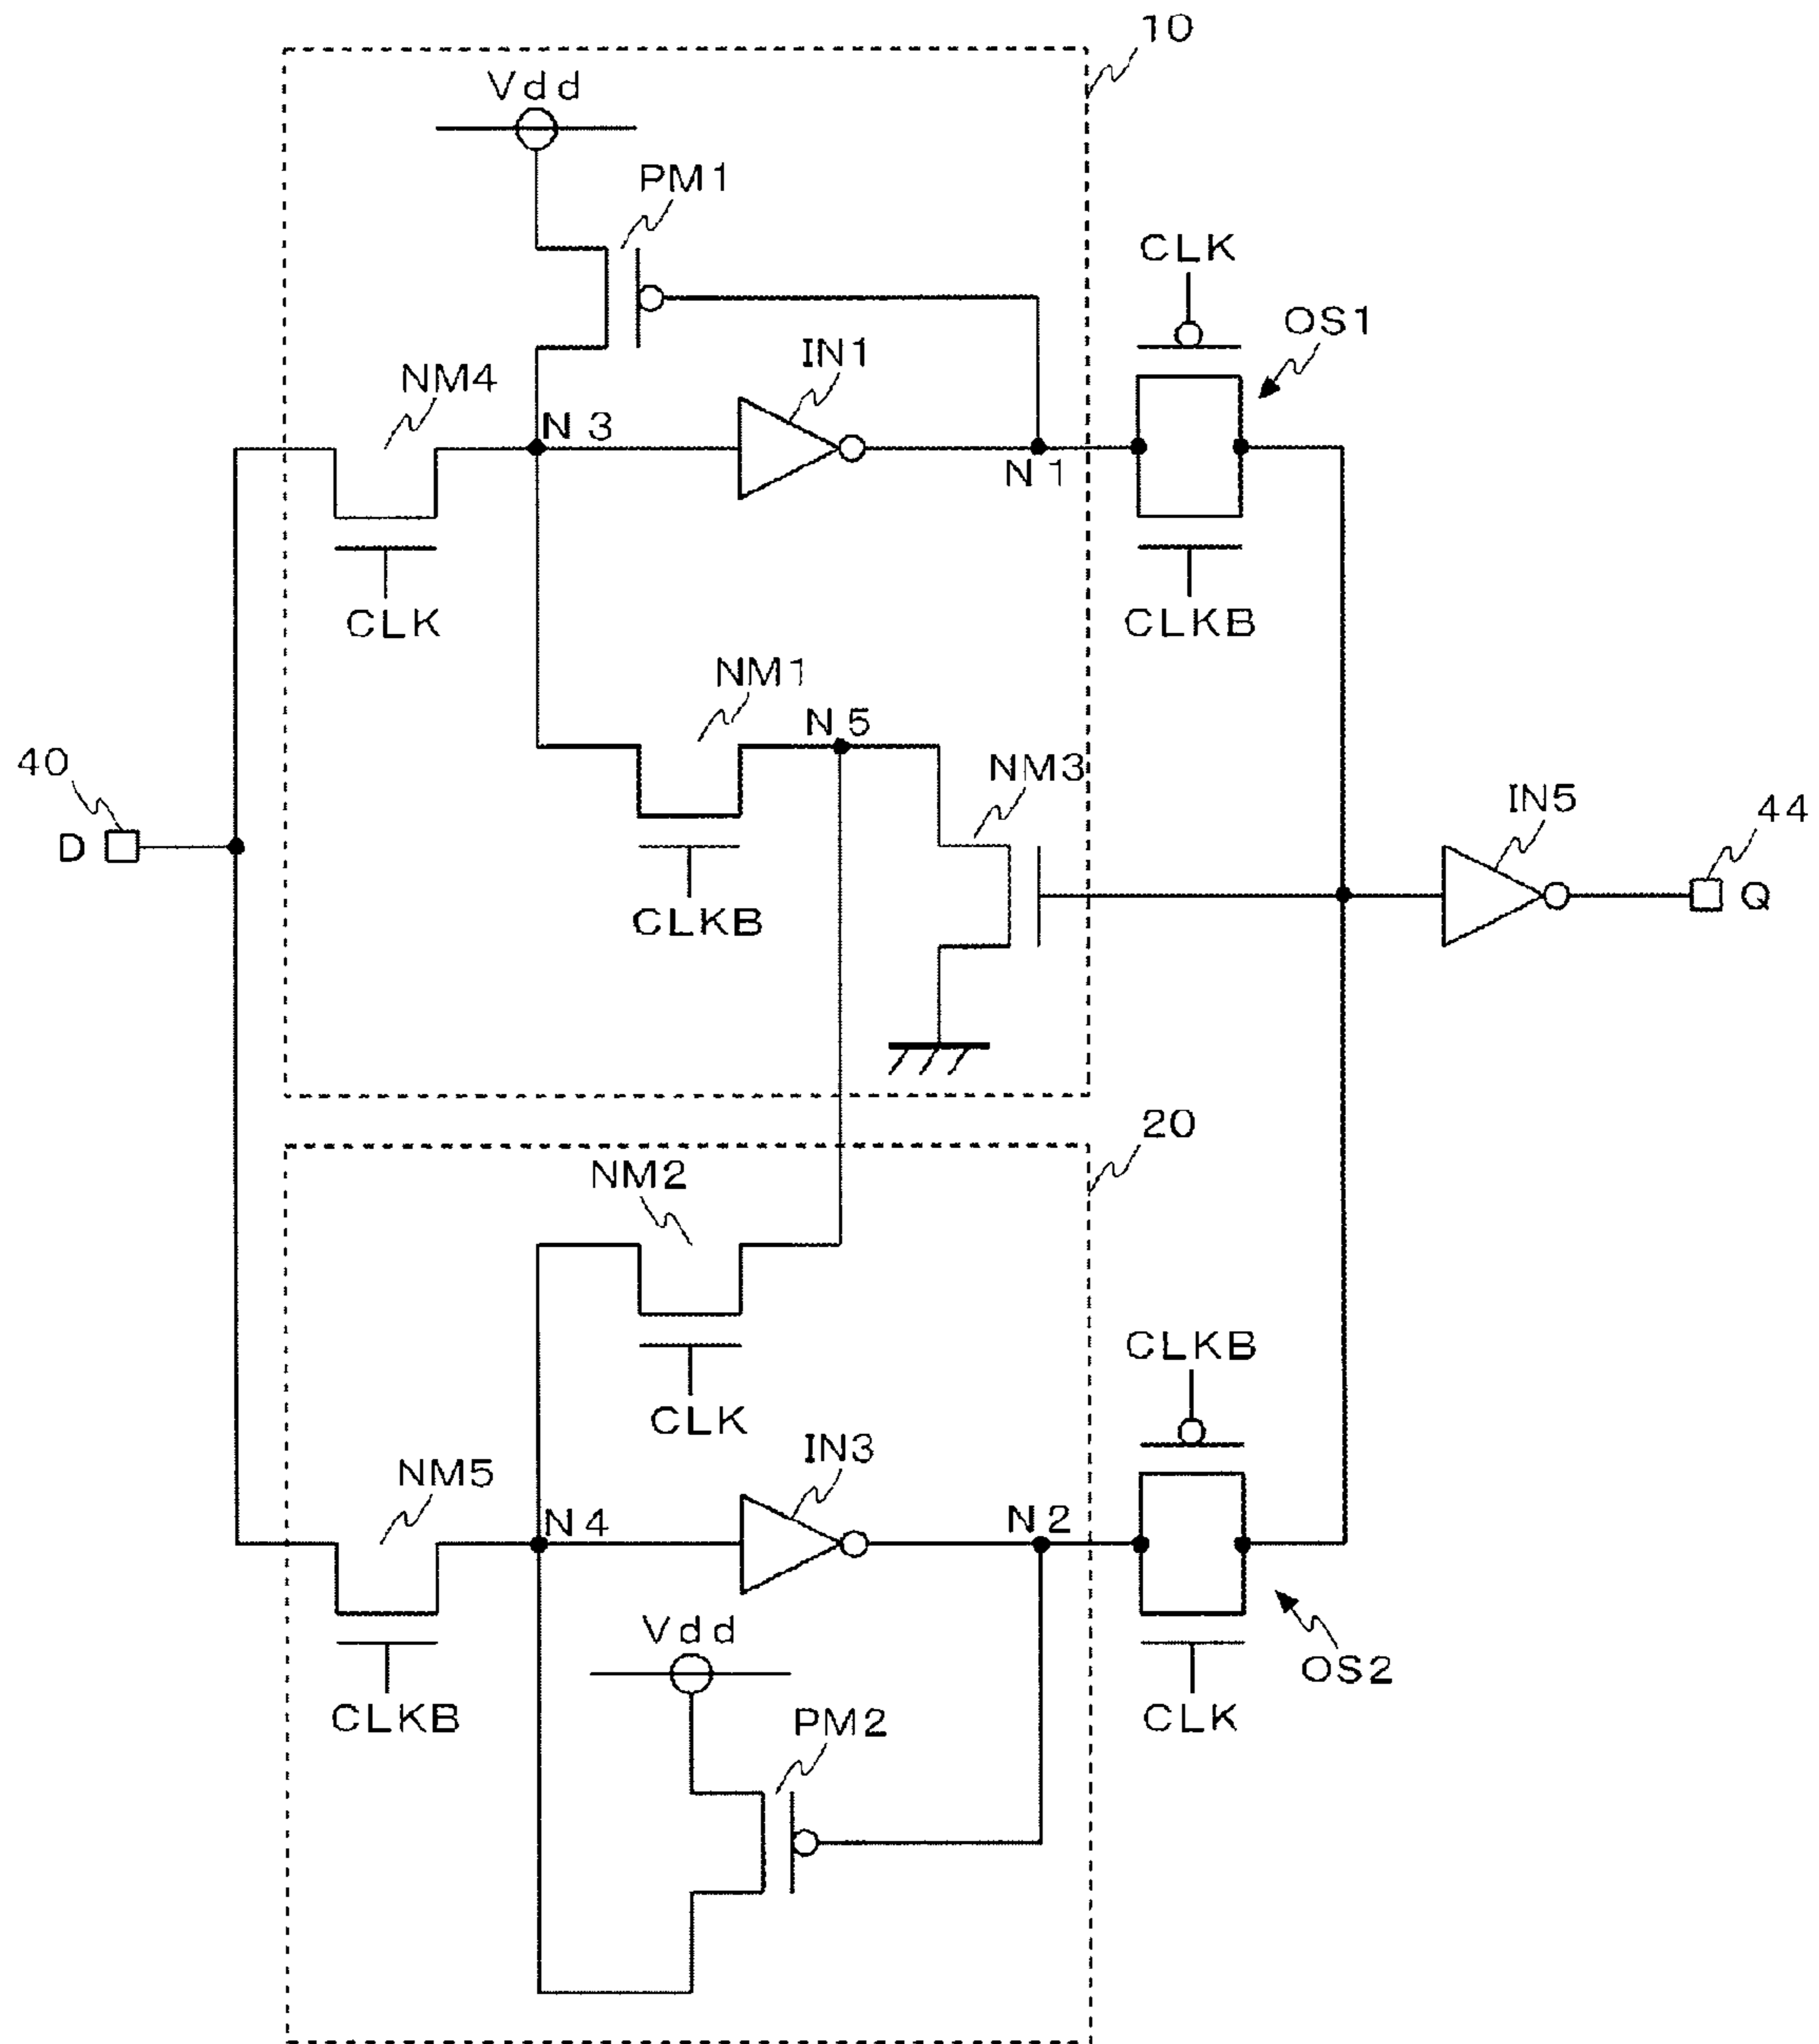 10
Vdd
PM1
CLK
OS1
IN1
NM4
N3
N1
CLK
CLKB
NM1
N5
40
NM3
IN5
44
D
CLKB
Q
20
NM2
CLKB
CLK
IN3
NM5
N4
N2
Vdd
OS2
CLKB
PM2
CLK